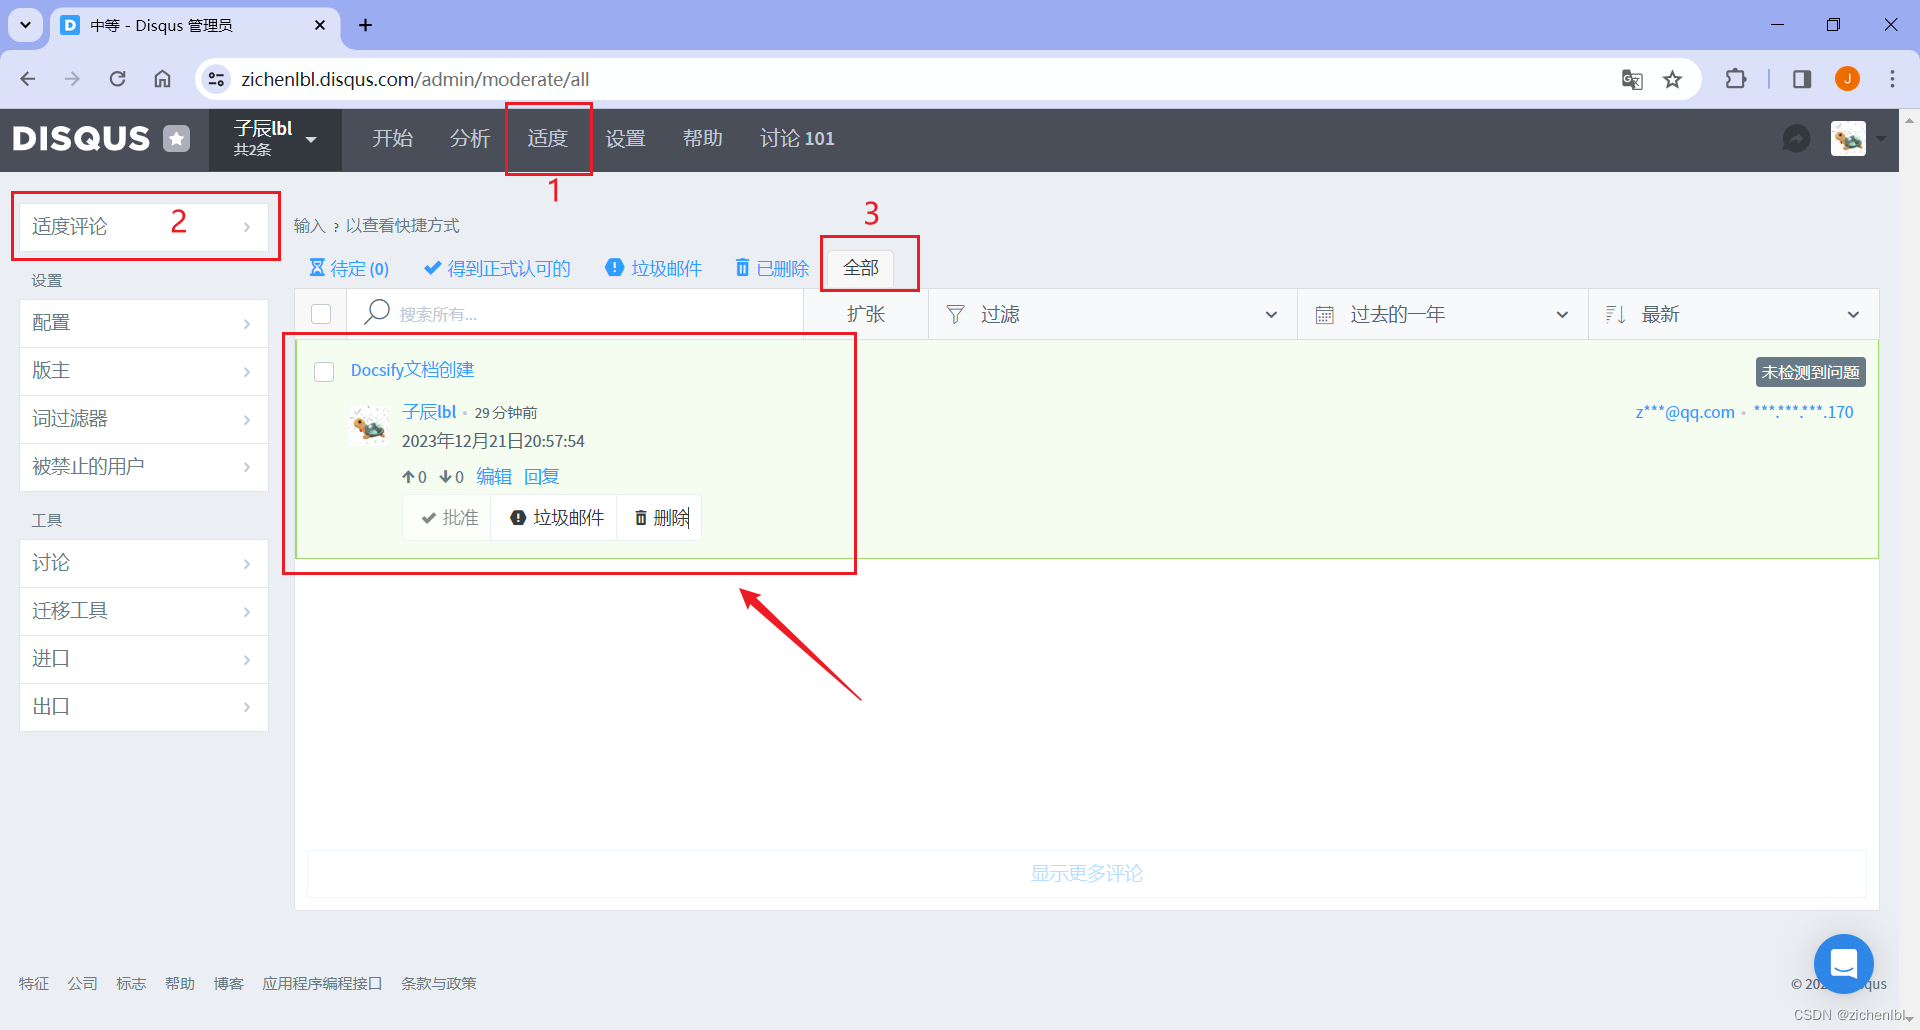 中等 - Disqus 管理员
zichenlbl.disqus.com/admin/moderate/all
J
DISQUS
子辰lbl
共2条
开始
分析
适度
设置
帮助
讨论 101
1
适度评论
2
设置
配置
版主
词过滤器
被禁止的用户
工具
讨论
迁移工具
进口
出口
输入 ? 以查看快捷方式
3
待定 (0)
得到正式认可的
垃圾邮件
已删除
全部
搜索所有...
扩张
过滤
过去的一年
最新
Docsify文档创建
未检测到问题
子辰lbl • 29 分钟前
z***@qq.com • ***.***.***.170
2023年12月21日20:57:54
0 0 编辑 回复
批准
垃圾邮件
删除
显示更多评论
特征 公司 标志 帮助 博客 应用程序编程接口 条款与政策
© 202 qus
CSDN @zichenlbl